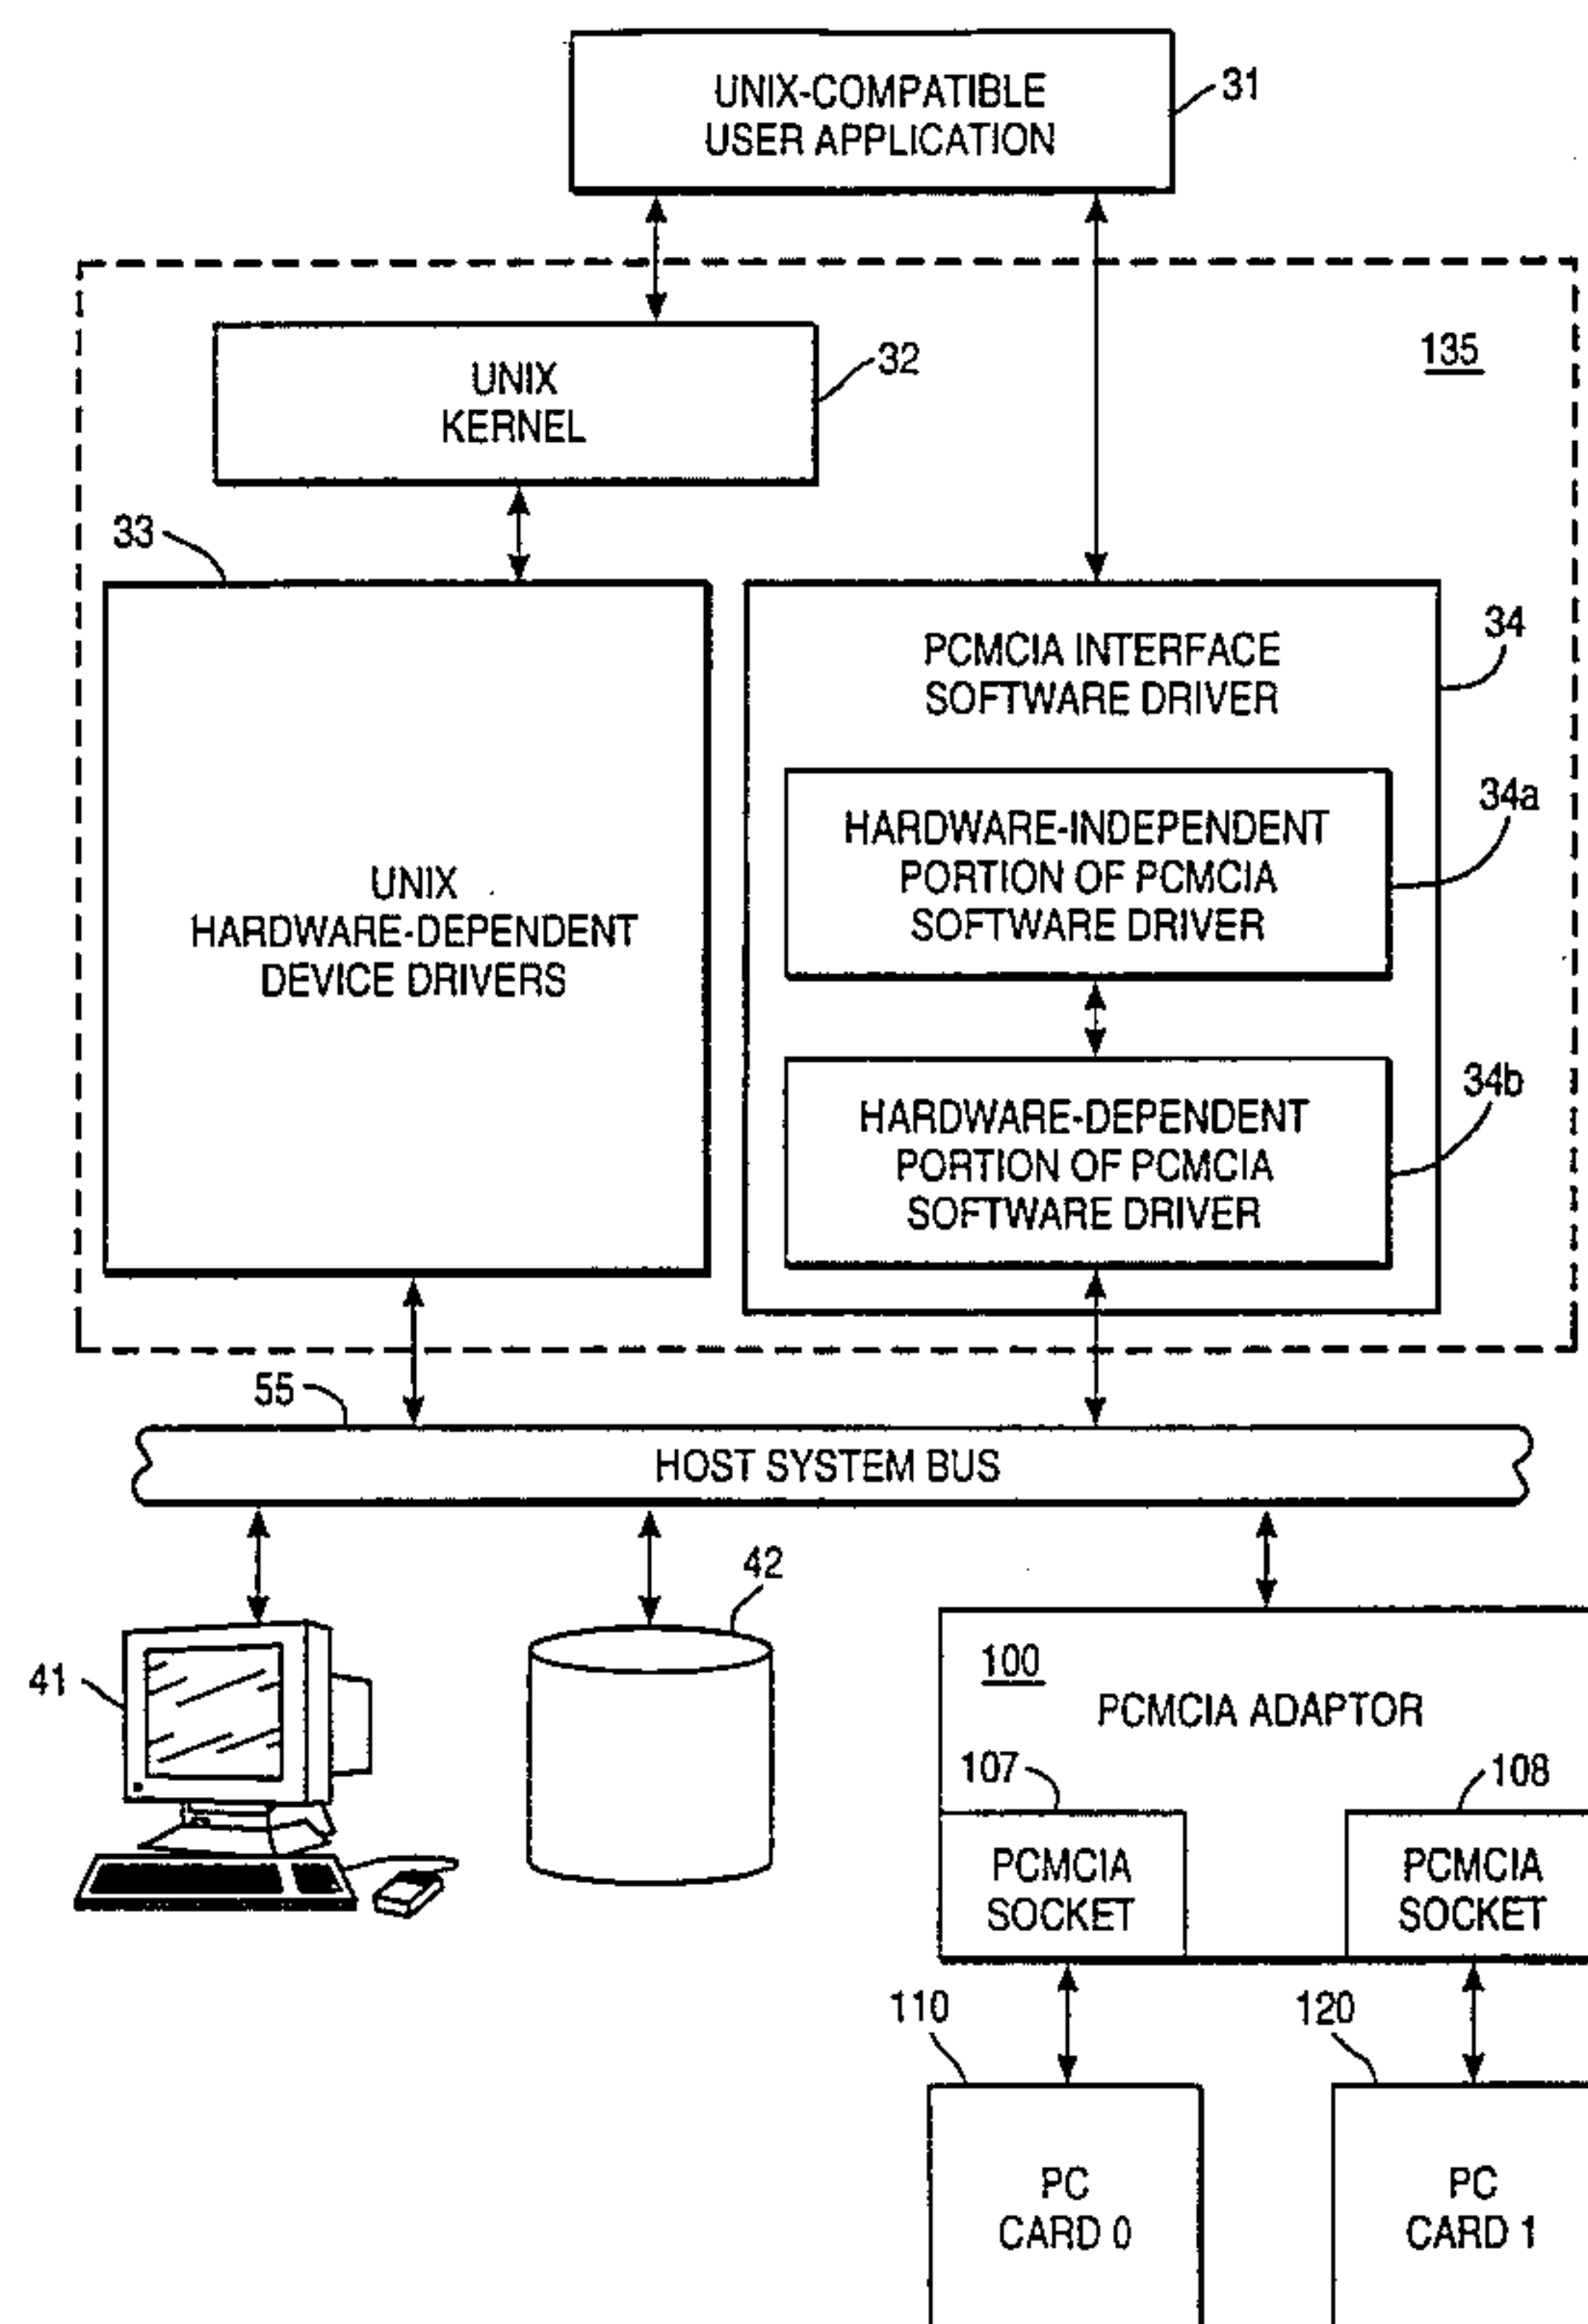 UNIX-COMPATIBLE
USER APPLICATION
31
135
UNIX
KERNEL
32
33
UNIX
HARDWARE-DEPENDENT
DEVICE DRIVERS
PCMCIA INTERFACE
SOFTWARE DRIVER
34
HARDWARE-INDEPENDENT
PORTION OF PCMCIA
SOFTWARE DRIVER
34a
HARDWARE-DEPENDENT
PORTION OF PCMCIA
SOFTWARE DRIVER
34b
55
HOST SYSTEM BUS
41
42
100
PCMCIA ADAPTOR
107
108
PCMCIA
SOCKET
PCMCIA
SOCKET
110
120
PC
CARD 0
PC
CARD 1